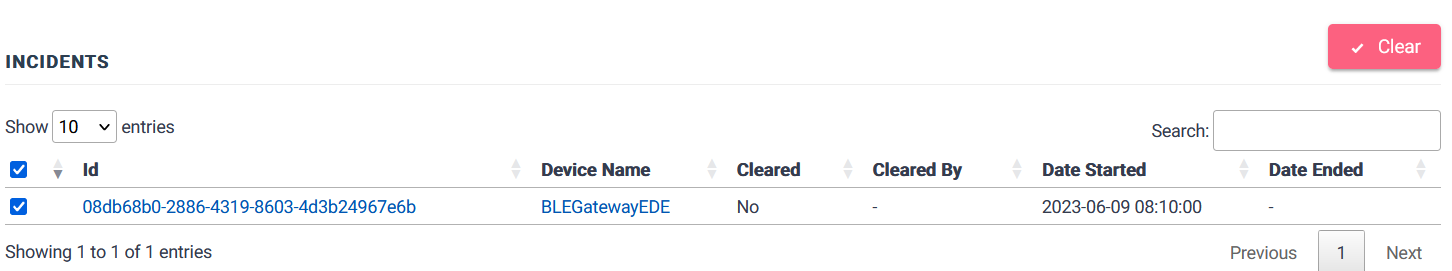 Clear
INCIDENTS
Show 10 entries
Search:
Id Device Name Cleared Cleared By Date Started Date Ended
08db68b0-2886-4319-8603-4d3b24967e6b BLEGatewayEDE No - 2023-06-09 08:10:00 -
Showing 1 to 1 of 1 entries
Previous 1 Next